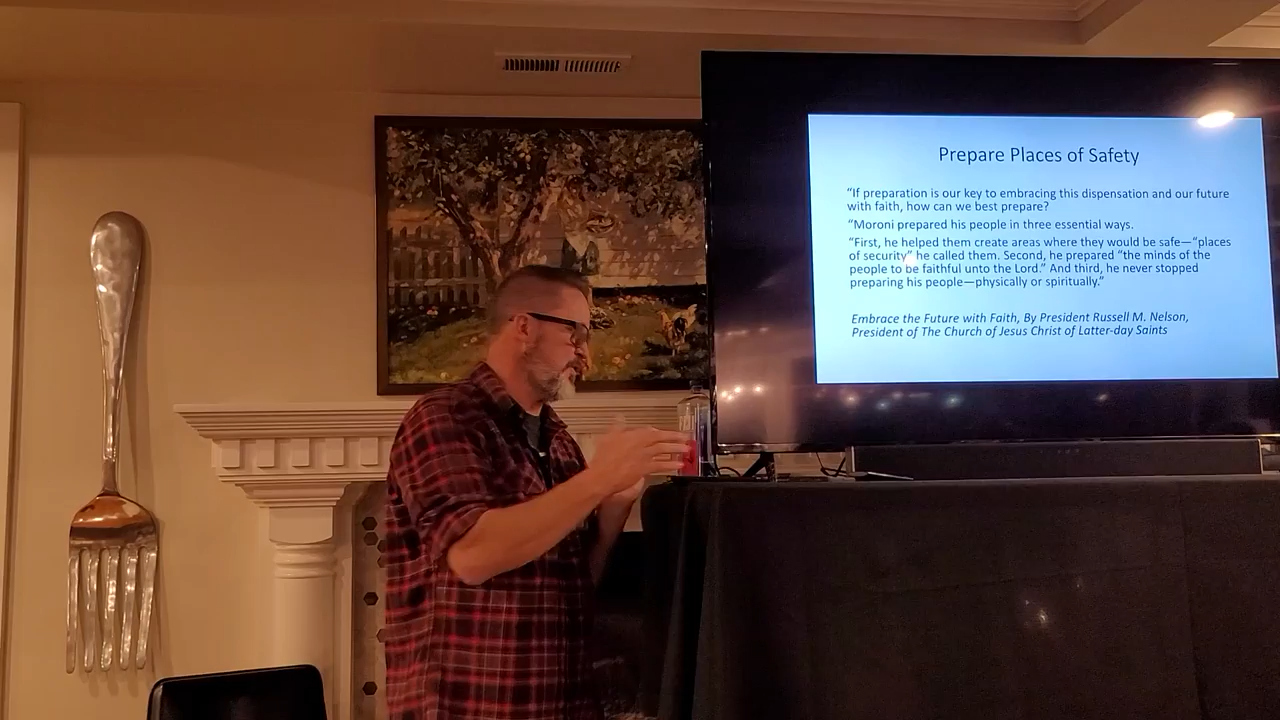 Prepare Places of Safety
“If preparation is our key to embracing this dispensation and our future
with faith, how can we best prepare?
“Moroni prepared his people in three essential ways.
“First, he helped them create areas where they would be safe—“places
of security” he called them. Second, he prepared “the minds of the
people to be faithful unto the Lord.” And third, he never stopped
preparing his people—physically or spiritually.”
Embrace the Future with Faith, By President Russell M. Nelson,
President of The Church of Jesus Christ of Latter-day Saints